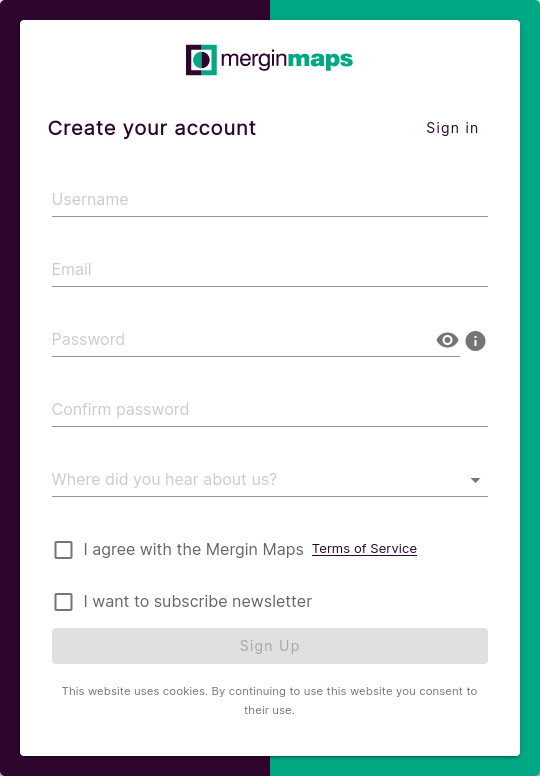 merginmaps
Create your account
Sign in
Username
Email
Password
Confirm password
Where did you hear about us?
I agree with the Mergin Maps Terms of Service
I want to subscribe newsletter
Sign Up
This website uses cookies. By continuing to use this website you consent to
their use.